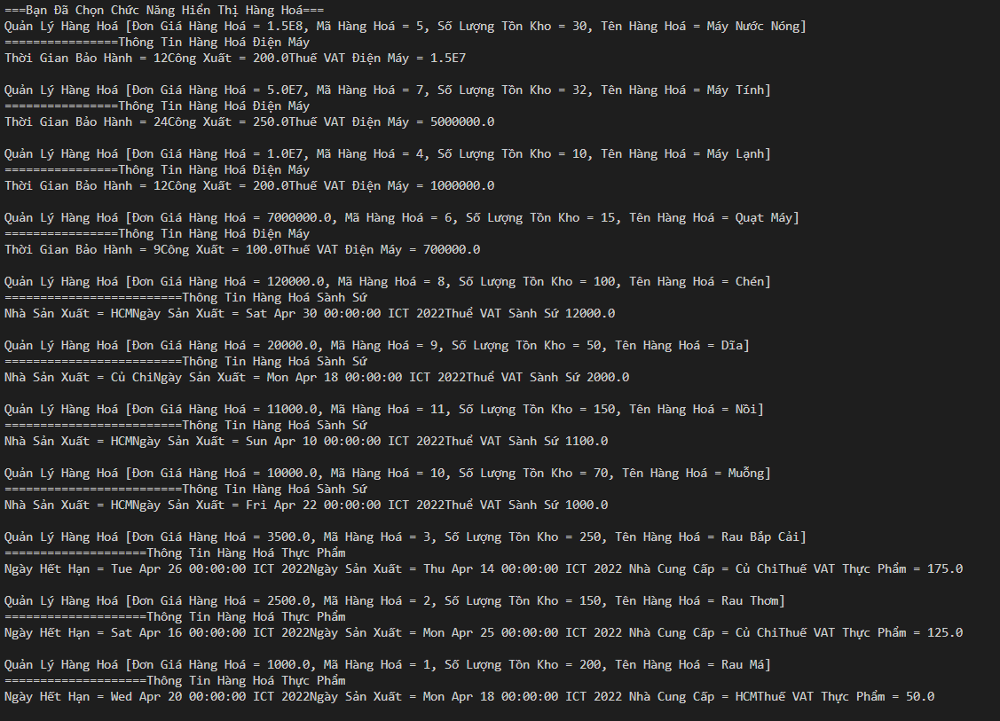 ===Bạn Đã Chọn Chức Năng Hiển Thị Hàng Hoá===
Quản Lý Hàng Hoá [Đơn Giá Hàng Hoá = 1.5E8, Mã Hàng Hoá = 5, Số Lượng Tồn Kho = 30, Tên Hàng Hoá = Máy Nước Nóng]
================Thông Tin Hàng Hoá Điện Máy
Thời Gian Bảo Hành = 12Công Xuất = 200.0Thuế VAT Điện Máy = 1.5E7
Quản Lý Hàng Hoá [Đơn Giá Hàng Hoá = 5.0E7, Mã Hàng Hoá = 7, Số Lượng Tồn Kho = 32, Tên Hàng Hoá = Máy Tính]
================Thông Tin Hàng Hoá Điện Máy
Thời Gian Bảo Hành = 24Công Xuất = 250.0Thuế VAT Điện Máy = 5000000.0
Quản Lý Hàng Hoá [Đơn Giá Hàng Hoá = 1.0E7, Mã Hàng Hoá = 4, Số Lượng Tồn Kho = 10, Tên Hàng Hoá = Máy Lạnh]
================Thông Tin Hàng Hoá Điện Máy
Thời Gian Bảo Hành = 12Công Xuất = 200.0Thuế VAT Điện Máy = 1000000.0
Quản Lý Hàng Hoá [Đơn Giá Hàng Hoá = 7000000.0, Mã Hàng Hoá = 6, Số Lượng Tồn Kho = 15, Tên Hàng Hoá = Quạt Máy]
================Thông Tin Hàng Hoá Điện Máy
Thời Gian Bảo Hành = 9Công Xuất = 100.0Thuế VAT Điện Máy = 700000.0
Quản Lý Hàng Hoá [Đơn Giá Hàng Hoá = 120000.0, Mã Hàng Hoá = 8, Số Lượng Tồn Kho = 100, Tên Hàng Hoá = Chén]
=========================Thông Tin Hàng Hoá Sành Sứ
Nhà Sản Xuất = HCMNgày Sản Xuất = Sat Apr 30 00:00:00 ICT 2022Thuể VAT Sành Sứ 12000.0
Quản Lý Hàng Hoá [Đơn Giá Hàng Hoá = 20000.0, Mã Hàng Hoá = 9, Số Lượng Tồn Kho = 50, Tên Hàng Hoá = Dĩa]
=========================Thông Tin Hàng Hoá Sành Sứ
Nhà Sản Xuất = Củ ChiNgày Sản Xuất = Mon Apr 18 00:00:00 ICT 2022Thuể VAT Sành Sứ 2000.0
Quản Lý Hàng Hoá [Đơn Giá Hàng Hoá = 11000.0, Mã Hàng Hoá = 11, Số Lượng Tồn Kho = 150, Tên Hàng Hoá = Nồi]
=========================Thông Tin Hàng Hoá Sành Sứ
Nhà Sản Xuất = HCMNgày Sản Xuất = Sun Apr 10 00:00:00 ICT 2022Thuể VAT Sành Sứ 1100.0
Quản Lý Hàng Hoá [Đơn Giá Hàng Hoá = 10000.0, Mã Hàng Hoá = 10, Số Lượng Tồn Kho = 70, Tên Hàng Hoá = Muỗng]
=========================Thông Tin Hàng Hoá Sành Sứ
Nhà Sản Xuất = HCMNgày Sản Xuất = Fri Apr 22 00:00:00 ICT 2022Thuể VAT Sành Sứ 1000.0
Quản Lý Hàng Hoá [Đơn Giá Hàng Hoá = 3500.0, Mã Hàng Hoá = 3, Số Lượng Tồn Kho = 250, Tên Hàng Hoá = Rau Bắp Cải]
====================Thông Tin Hàng Hoá Thực Phẩm
Ngày Hết Hạn = Tue Apr 26 00:00:00 ICT 2022Ngày Sản Xuất = Thu Apr 14 00:00:00 ICT 2022 Nhà Cung Cấp = Củ ChiThuế VAT Thực Phẩm = 175.0
Quản Lý Hàng Hoá [Đơn Giá Hàng Hoá = 2500.0, Mã Hàng Hoá = 2, Số Lượng Tồn Kho = 150, Tên Hàng Hoá = Rau Thơm]
====================Thông Tin Hàng Hoá Thực Phẩm
Ngày Hết Hạn = Sat Apr 16 00:00:00 ICT 2022Ngày Sản Xuất = Mon Apr 25 00:00:00 ICT 2022 Nhà Cung Cấp = Củ ChiThuế VAT Thực Phẩm = 125.0
Quản Lý Hàng Hoá [Đơn Giá Hàng Hoá = 1000.0, Mã Hàng Hoá = 1, Số Lượng Tồn Kho = 200, Tên Hàng Hoá = Rau Má]
====================Thông Tin Hàng Hoá Thực Phẩm
Ngày Hết Hạn = Wed Apr 20 00:00:00 ICT 2022Ngày Sản Xuất = Mon Apr 18 00:00:00 ICT 2022 Nhà Cung Cấp = HCMThuế VAT Thực Phẩm = 50.0